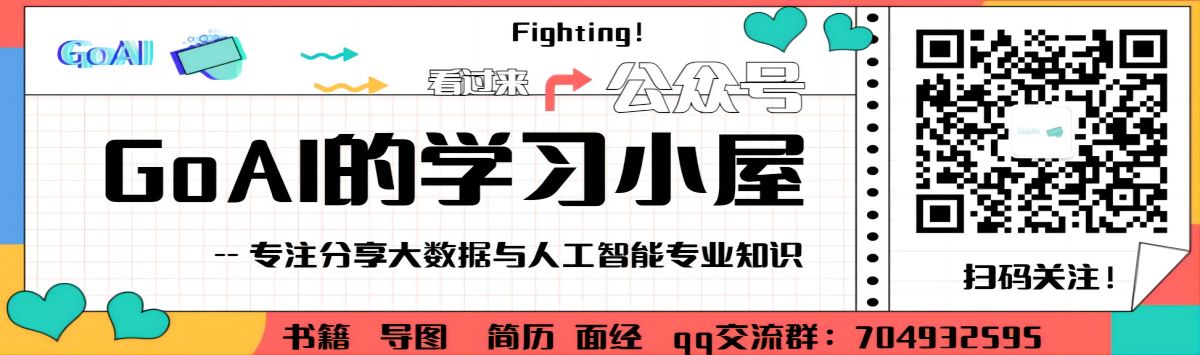 Fighting!
GoAI
看过来 公众号
GoAI的学习小屋
-- 专注分享大数据与人工智能专业知识
扫码关注!
书籍 导图 简历 面经 qq交流群：704932595